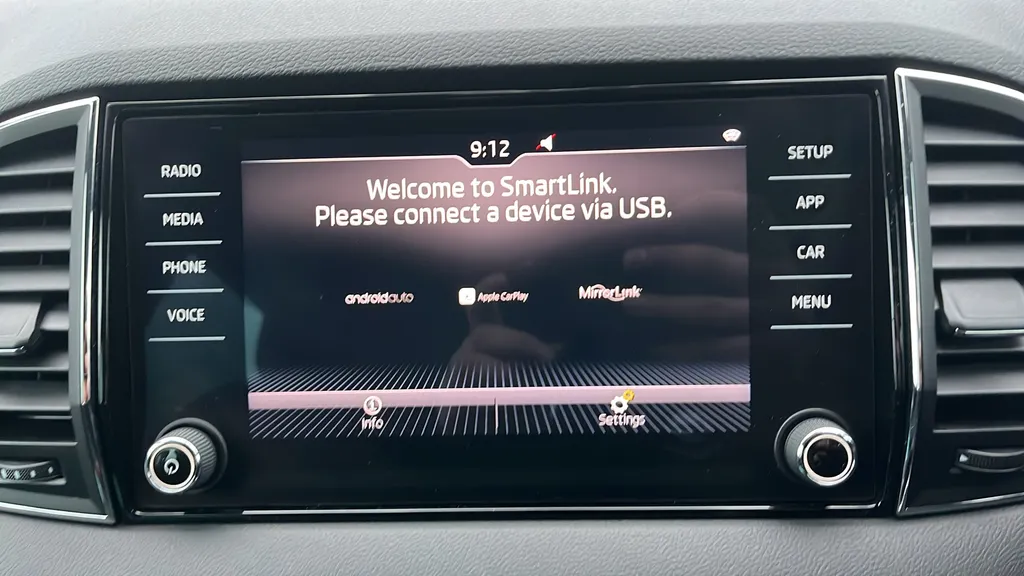 9:12
RADIO
MEDIA
PHONE
VOICE
Welcome to SmartLink.
Please connect a device via USB.
androidauto
Apple CarPlay
MirrorLink
Info
Settings
SETUP
APP
CAR
MENU